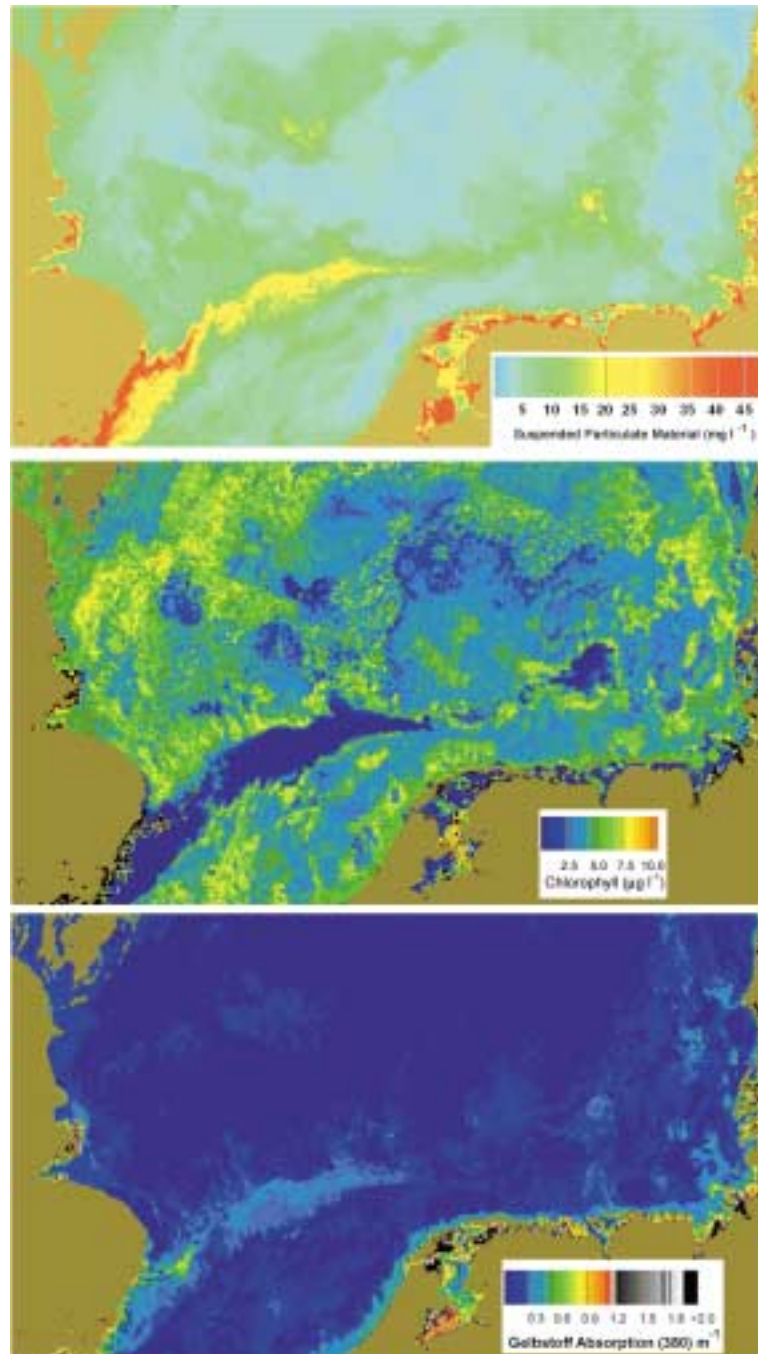 5 10 15 20 25 30 35 40 45
Suspended Particulate Material (mg l⁻¹)
2.5 5.0 7.5 10.0
Chlorophyll (µg l⁻¹)
0.3 0.6 0.9 1.2 1.5 1.8 >2.0
Gelbstoff Absorption (380) m⁻¹